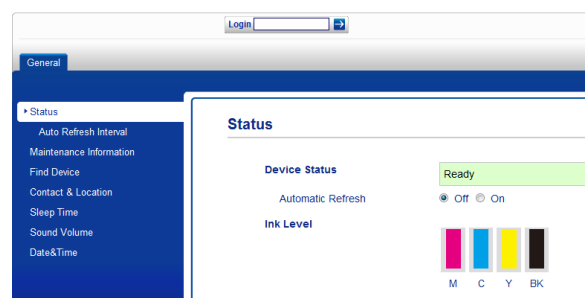 Login
General
Status
Auto Refresh Interval
Maintenance Information
Find Device
Contact & Location
Sleep Time
Sound Volume
Date&Time
Status
Device Status Ready
Automatic Refresh Off On
Ink Level
M C Y BK